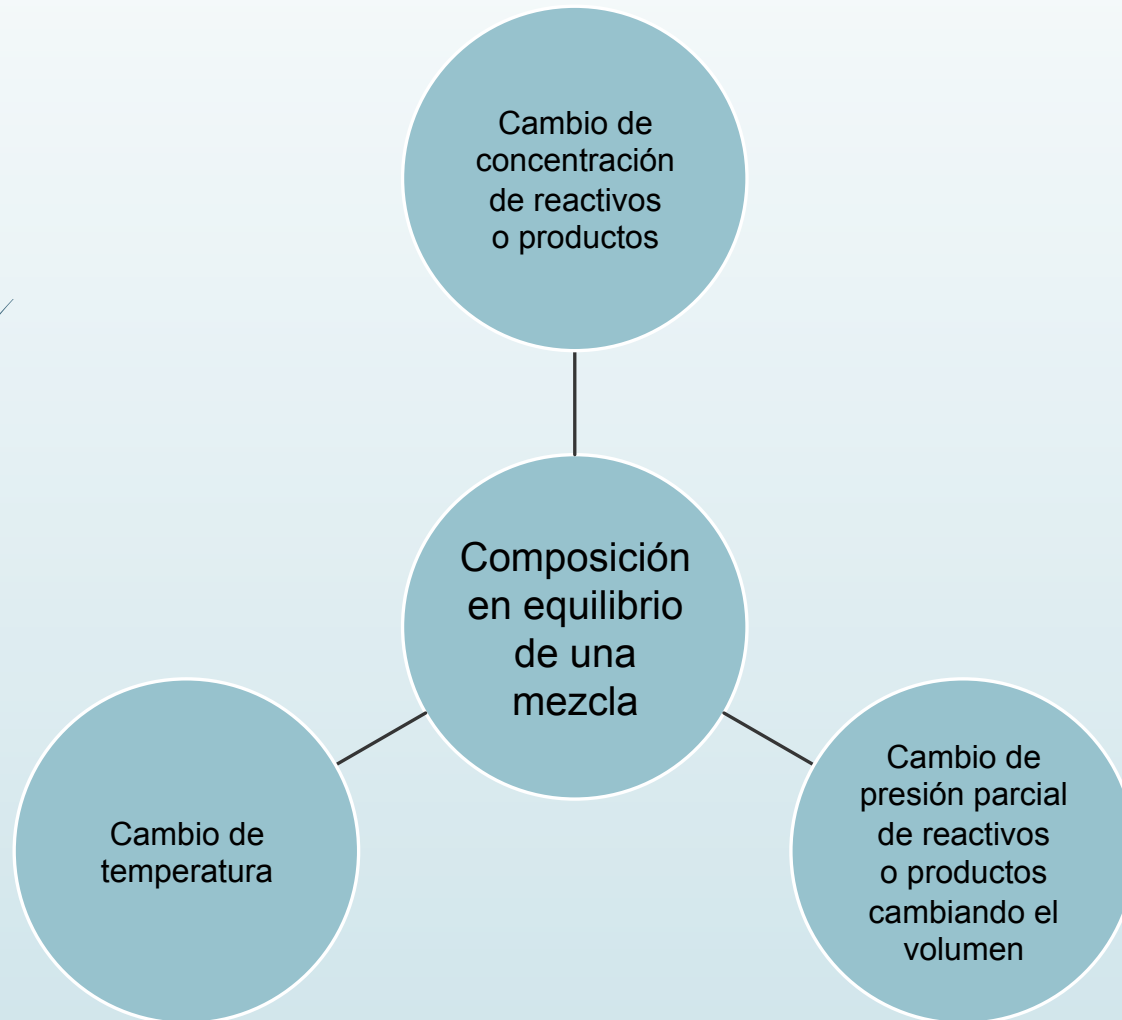 Cambio de
concentración
de reactivos
o productos
Composición
en equilibrio
de una
mezcla
Cambio de
temperatura
Cambio de
presión parcial
de reactivos
o productos
cambiando el
volumen